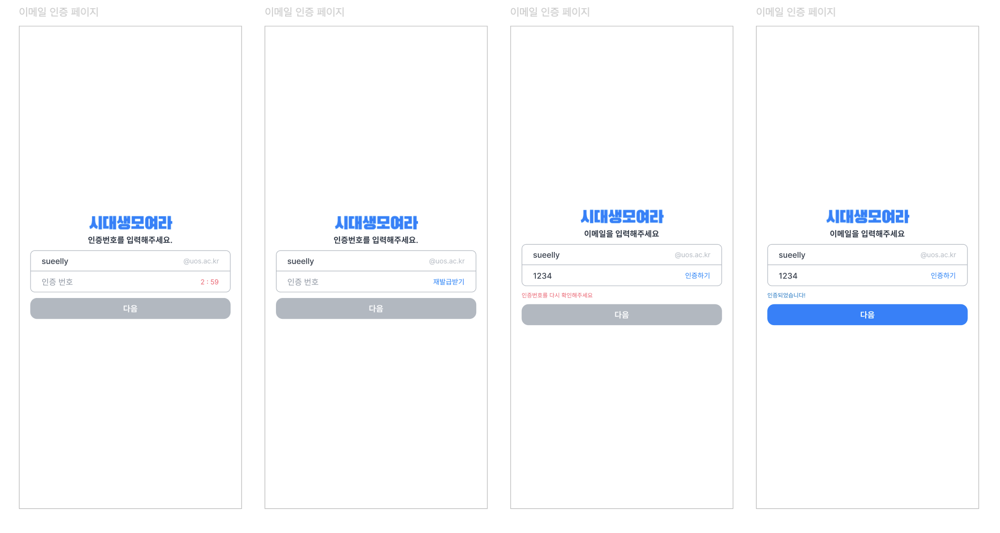 이메일 인증 페이지
시대생모여라
인증번호를 입력해주세요.
sueelly @uos.ac.kr
인증 번호 2 : 59
다음
이메일 인증 페이지
시대생모여라
인증번호를 입력해주세요.
sueelly @uos.ac.kr
인증 번호 재발급받기
다음
이메일 인증 페이지
시대생모여라
이메일을 입력해주세요
sueelly @uos.ac.kr
1234 인증하기
인증번호를 다시 확인해주세요
다음
이메일 인증 페이지
시대생모여라
이메일을 입력해주세요
sueelly @uos.ac.kr
1234 인증하기
인증되었습니다!
다음